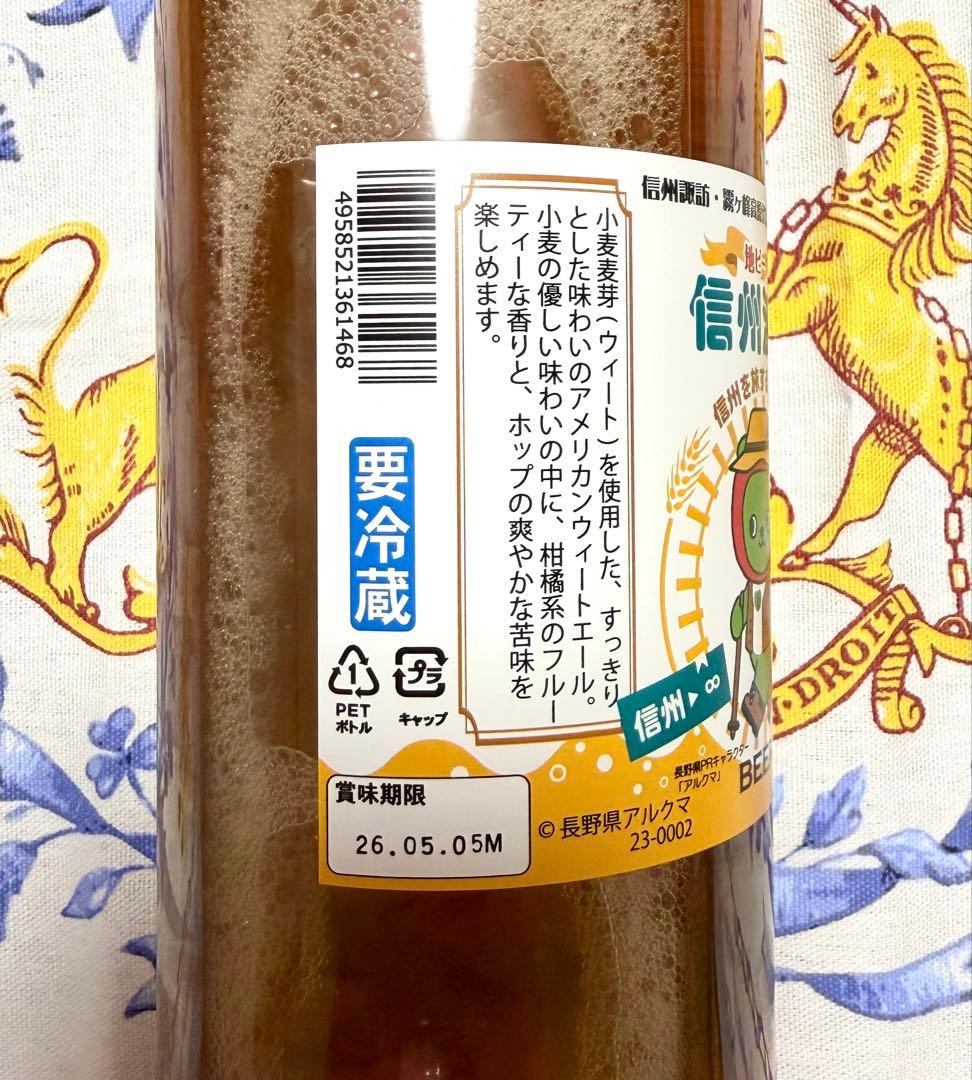 4958521361468
要冷蔵
PET
ボトル
プラ
キャップ
小麦麦芽(ウィート)を使用した、すっきり
とした味わいのアメリカンウィートエール。
小麦の優しい味わいの中に、柑橘系のフルー
ティーな香りと、ホップの爽やかな苦味を
楽しめます。
信州諏訪・霧ヶ峰高原
地ビ
信州
信州を旅す
信州▶∞
長野県PRキャラクター
「アルクマ」
BEE
©長野県アルクマ
23-0002
賞味期限
26.05.05M
DROIT